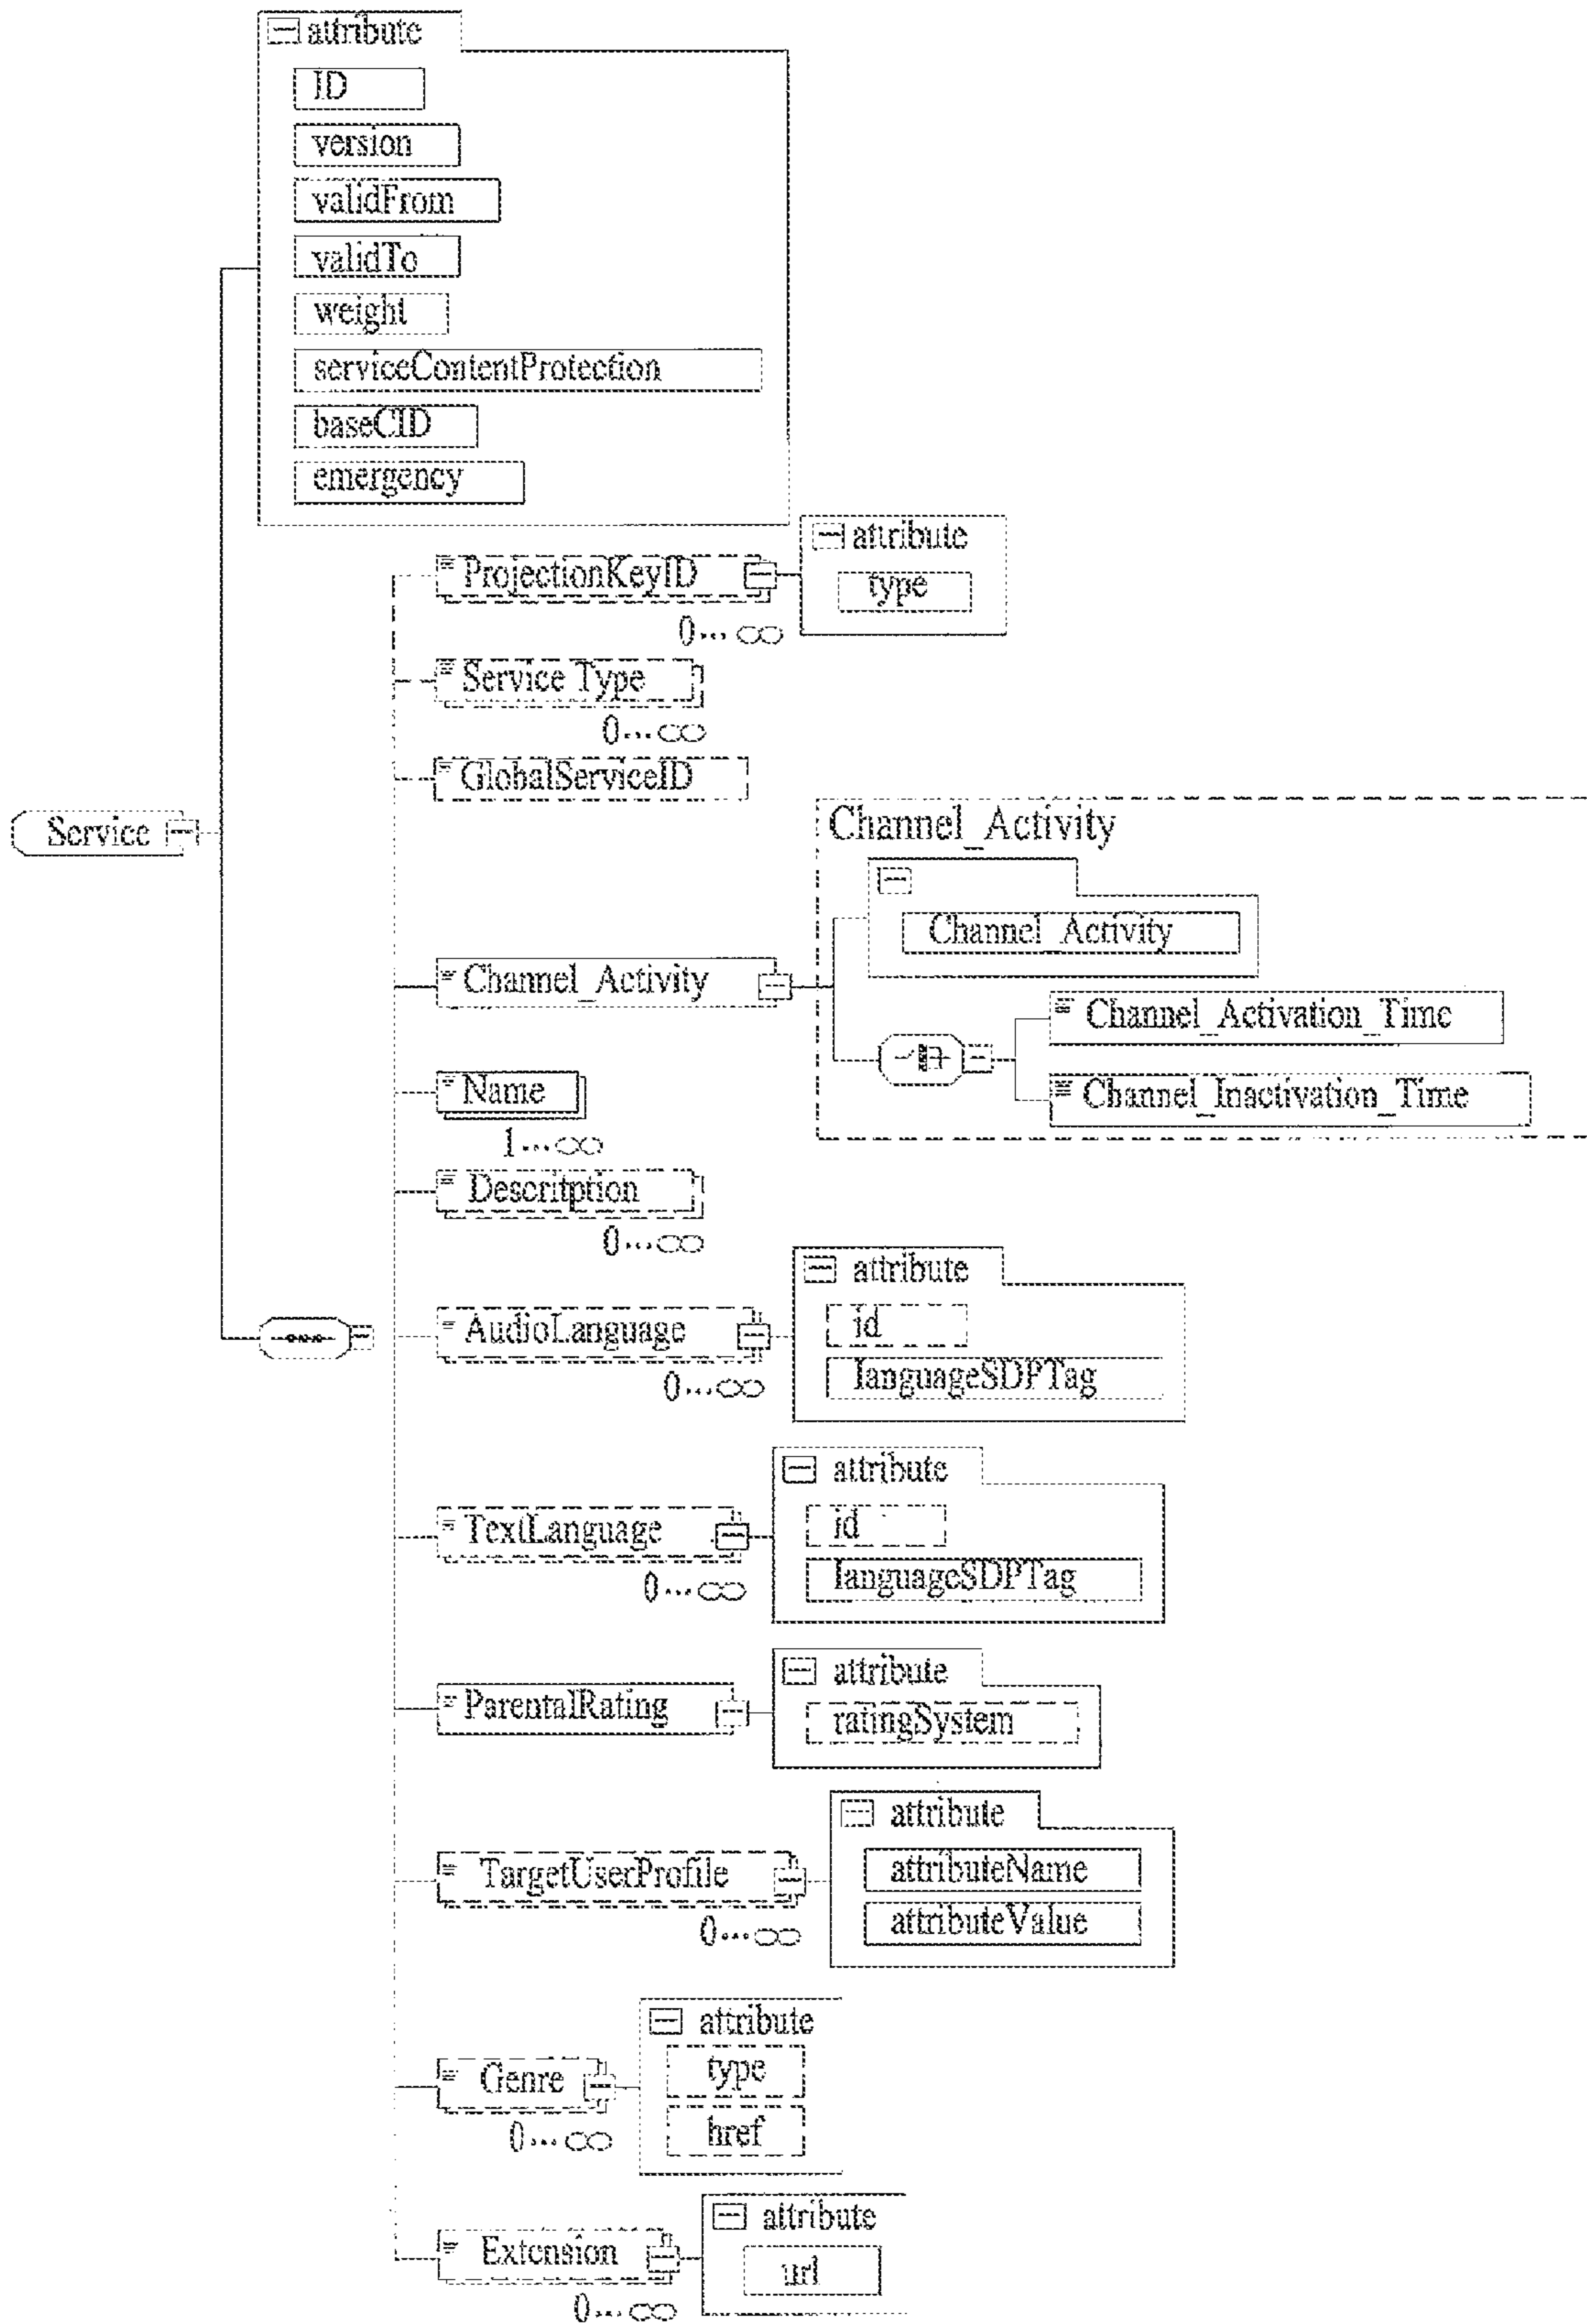 attribute
ID
version
validFrom
validTo
weight
serviceContentProtection
baseCID
emergency
ProjectionKeyID
0...∞
attribute
type
Service Type
0...∞
GlobalServiceID
Service
Channel_Activity
Channel_Activity
Channel_Activity
Channel_Activation_Time
Channel_Inactivation_Time
Name
1...∞
Descritption
0...∞
AudioLanguage
0...∞
attribute
id
languageSDPTag
TextLanguage
0...∞
attribute
id
languageSDPTag
ParentalRating
attribute
ratingSystem
TargetUserProfile
0...∞
attribute
attributeName
attributeValue
Genre
0...∞
attribute
type
href
Extension
0...∞
attribute
url